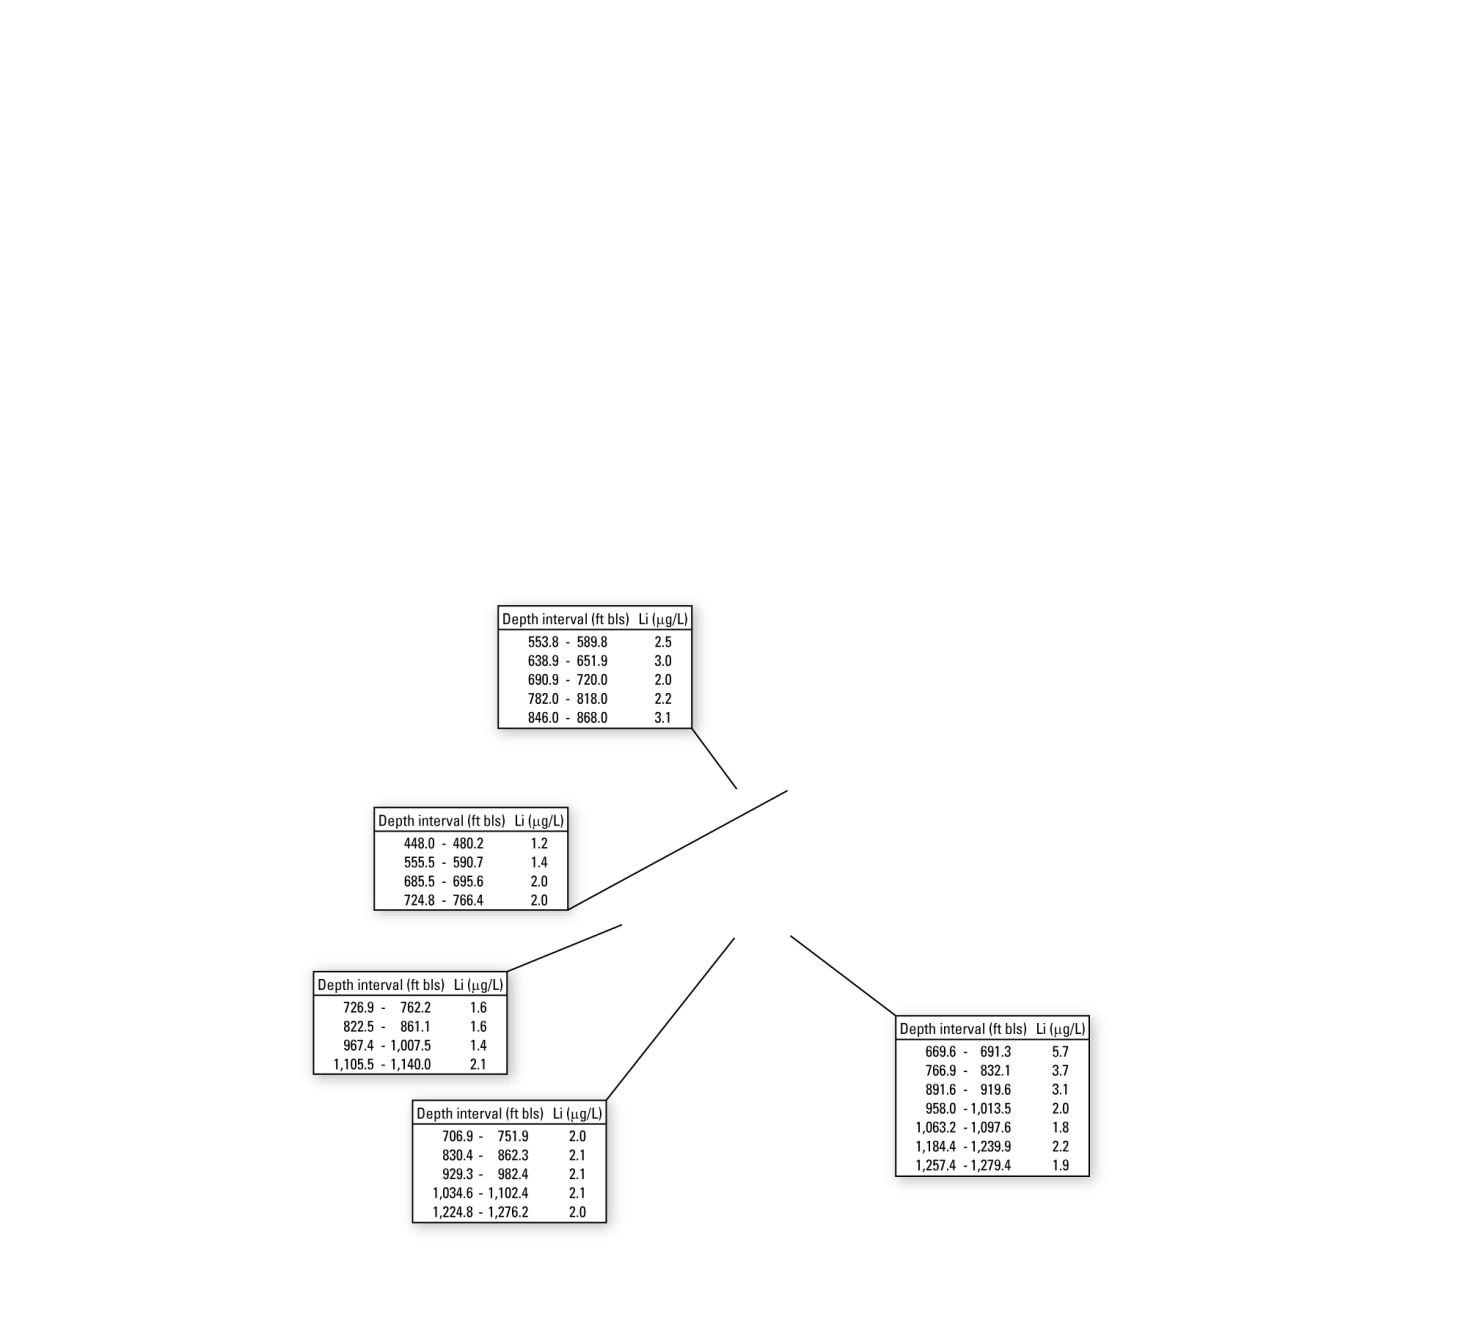 Depth interval (ft bls) Li (µg/L)
553.8 - 589.8 2.5
638.9 - 651.9 3.0
690.9 - 720.0 2.0
782.0 - 818.0 2.2
846.0 - 868.0 3.1
Depth interval (ft bls) Li (µg/L)
448.0 - 480.2 1.2
555.5 - 590.7 1.4
685.5 - 695.6 2.0
724.8 - 766.4 2.0
Depth interval (ft bls) Li (µg/L)
726.9 - 762.2 1.6
822.5 - 861.1 1.6
967.4 - 1,007.5 1.4
1,105.5 - 1,140.0 2.1
Depth interval (ft bls) Li (µg/L)
706.9 - 751.9 2.0
830.4 - 862.3 2.1
929.3 - 982.4 2.1
1,034.6 - 1,102.4 2.1
1,224.8 - 1,276.2 2.0
Depth interval (ft bls) Li (µg/L)
669.6 - 691.3 5.7
766.9 - 832.1 3.7
891.6 - 919.6 3.1
958.0 - 1,013.5 2.0
1,063.2 - 1,097.6 1.8
1,184.4 - 1,239.9 2.2
1,257.4 - 1,279.4 1.9